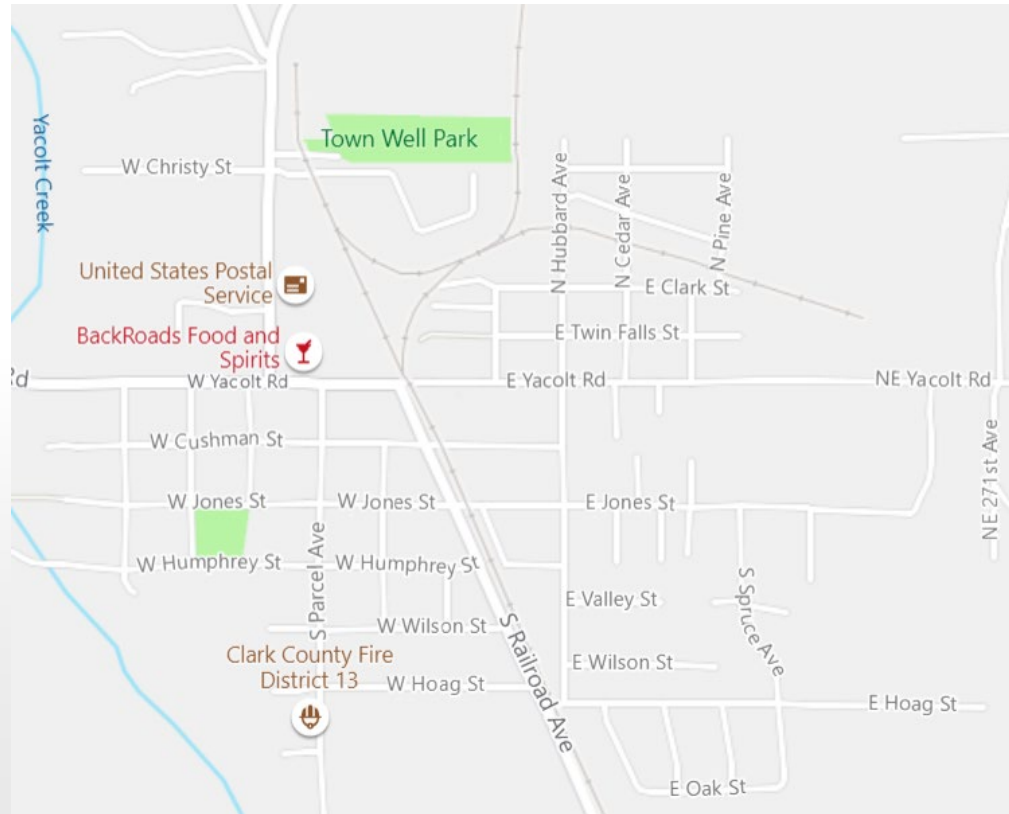 Town Well Park
Yacolt Creek
W Christy St
N Hubbard Ave
N Cedar Ave
N Pine Ave
United States Postal
Service
E Clark St
BackRoads Food and
Spirits
E Twin Falls St
Rd
W Yacolt Rd
E Yacolt Rd
NE Yacolt Rd
W Cushman St
NE 271st Ave
W Jones St
W Jones St
E Jones St
S Parcel Ave
W Humphrey St
W Humphrey St
E Valley St
S Spruce Ave
W Wilson St
S Railroad Ave
Clark County Fire
District 13
E Wilson St
W Hoag St
E Hoag St
E Oak St